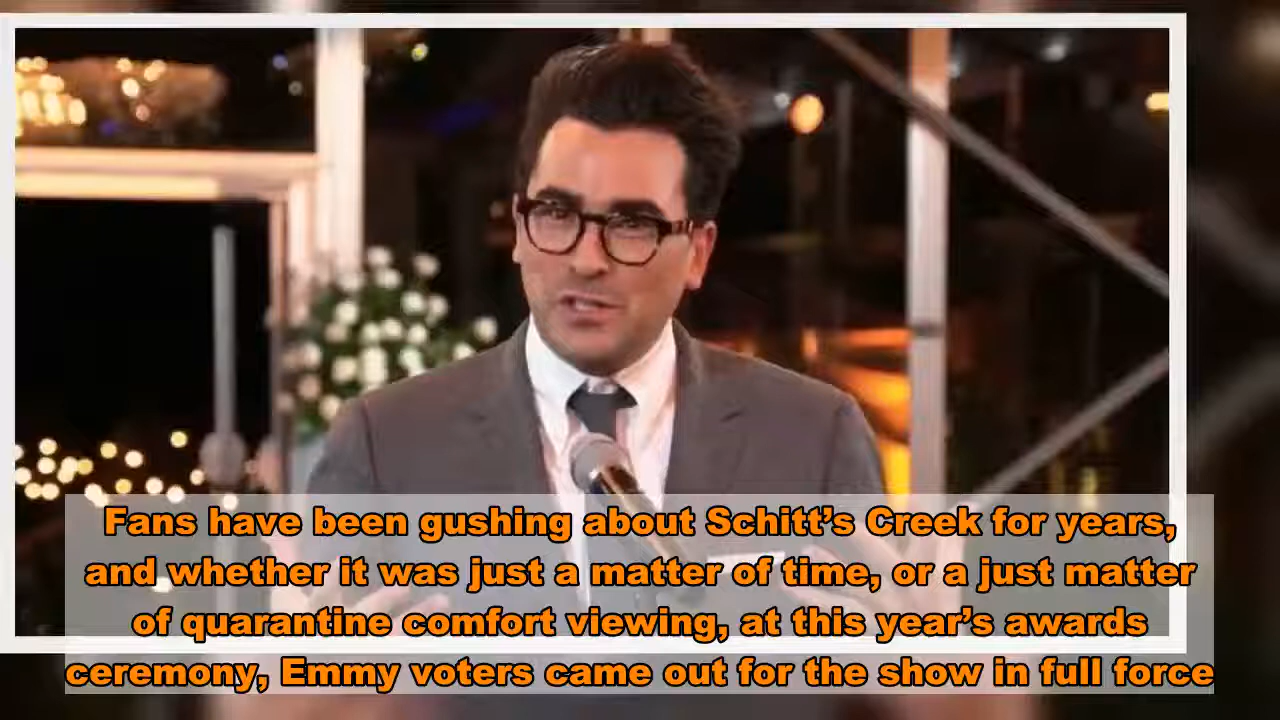 Fans have been gushing about Schitt’s Creek for years,
and whether it was just a matter of time, or a just matter
of quarantine comfort viewing, at this year’s awards
ceremony, Emmy voters came out for the show in full force